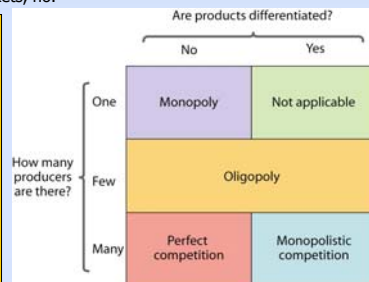 Are products differentiated?
No
Yes
One
Monopoly
Not applicable
How many
producers
are there?
Few
Oligopoly
Many
Perfect
competition
Monopolistic
competition